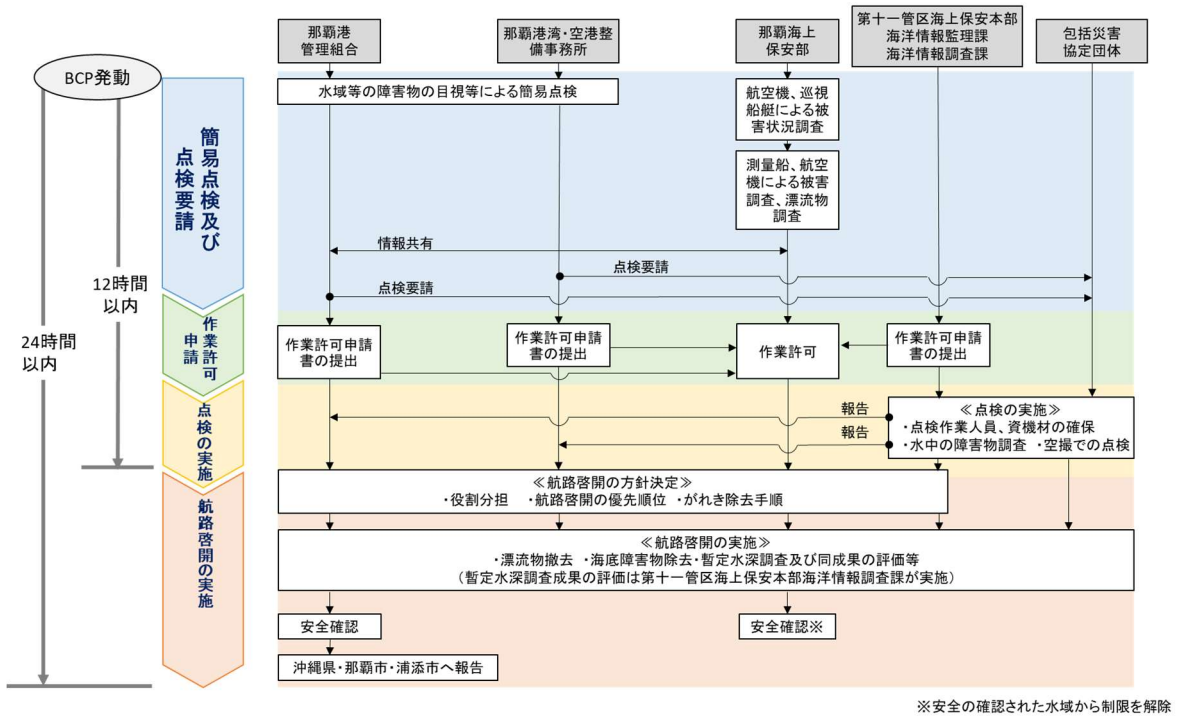 那覇港
管理組合
那覇港湾・空港整
備事務所
那覇海上
保安部
第十一管区海上保安本部
海洋情報監理課
海洋情報調査課
包括災害
協定団体
BCP発動
12時間
以内
24時間
以内
簡易点検及び
点検要請
水域等の障害物の目視等による簡易点検
航空機、巡視
船艇による被
害状況調査
測量船、航空
機による被害
調査、漂流物
調査
情報共有
点検要請
点検要請
作業許可
申請
作業許可申請
書の提出
作業許可申請
書の提出
作業許可
作業許可申請
書の提出
点検の実施
≪点検の実施≫
・点検作業人員、資機材の確保
・水中の障害物調査 ・空撮での点検
報告
報告
航路啓開の実施
≪航路啓開の方針決定≫
・役割分担 ・航路啓開の優先順位 ・がれき除去手順
≪航路啓開の実施≫
・漂流物撤去 ・海底障害物除去・暫定水深調査及び同成果の評価等
（暫定水深調査成果の評価は第十一管区海上保安本部海洋情報調査課が実施）
安全確認
安全確認※
沖縄県・那覇市・浦添市へ報告
※安全の確認された水域から制限を解除